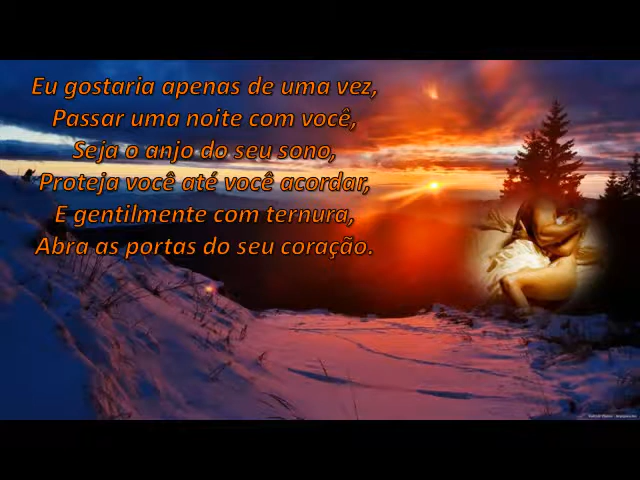 Eu gostaria apenas de uma vez,
Passar uma noite com você,
Seja o anjo do seu sono,
Proteja você até você acordar,
E gentilmente com ternura,
Abra as portas do seu coração.